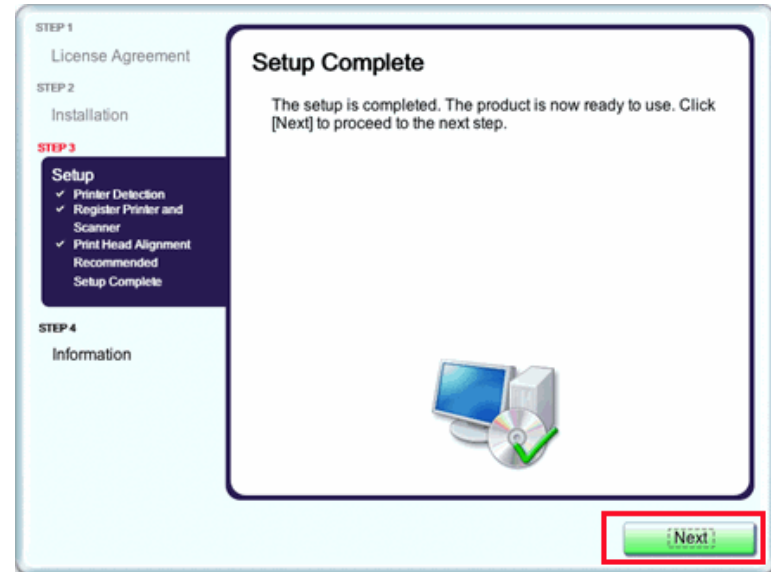 STEP 1
License Agreement
STEP 2
Installation
STEP 3
Setup
Printer Detection
Register Printer and
Scanner
Print Head Alignment
Recommended
Setup Complete
STEP 4
Information
Setup Complete
The setup is completed. The product is now ready to use. Click
[Next] to proceed to the next step.
Next